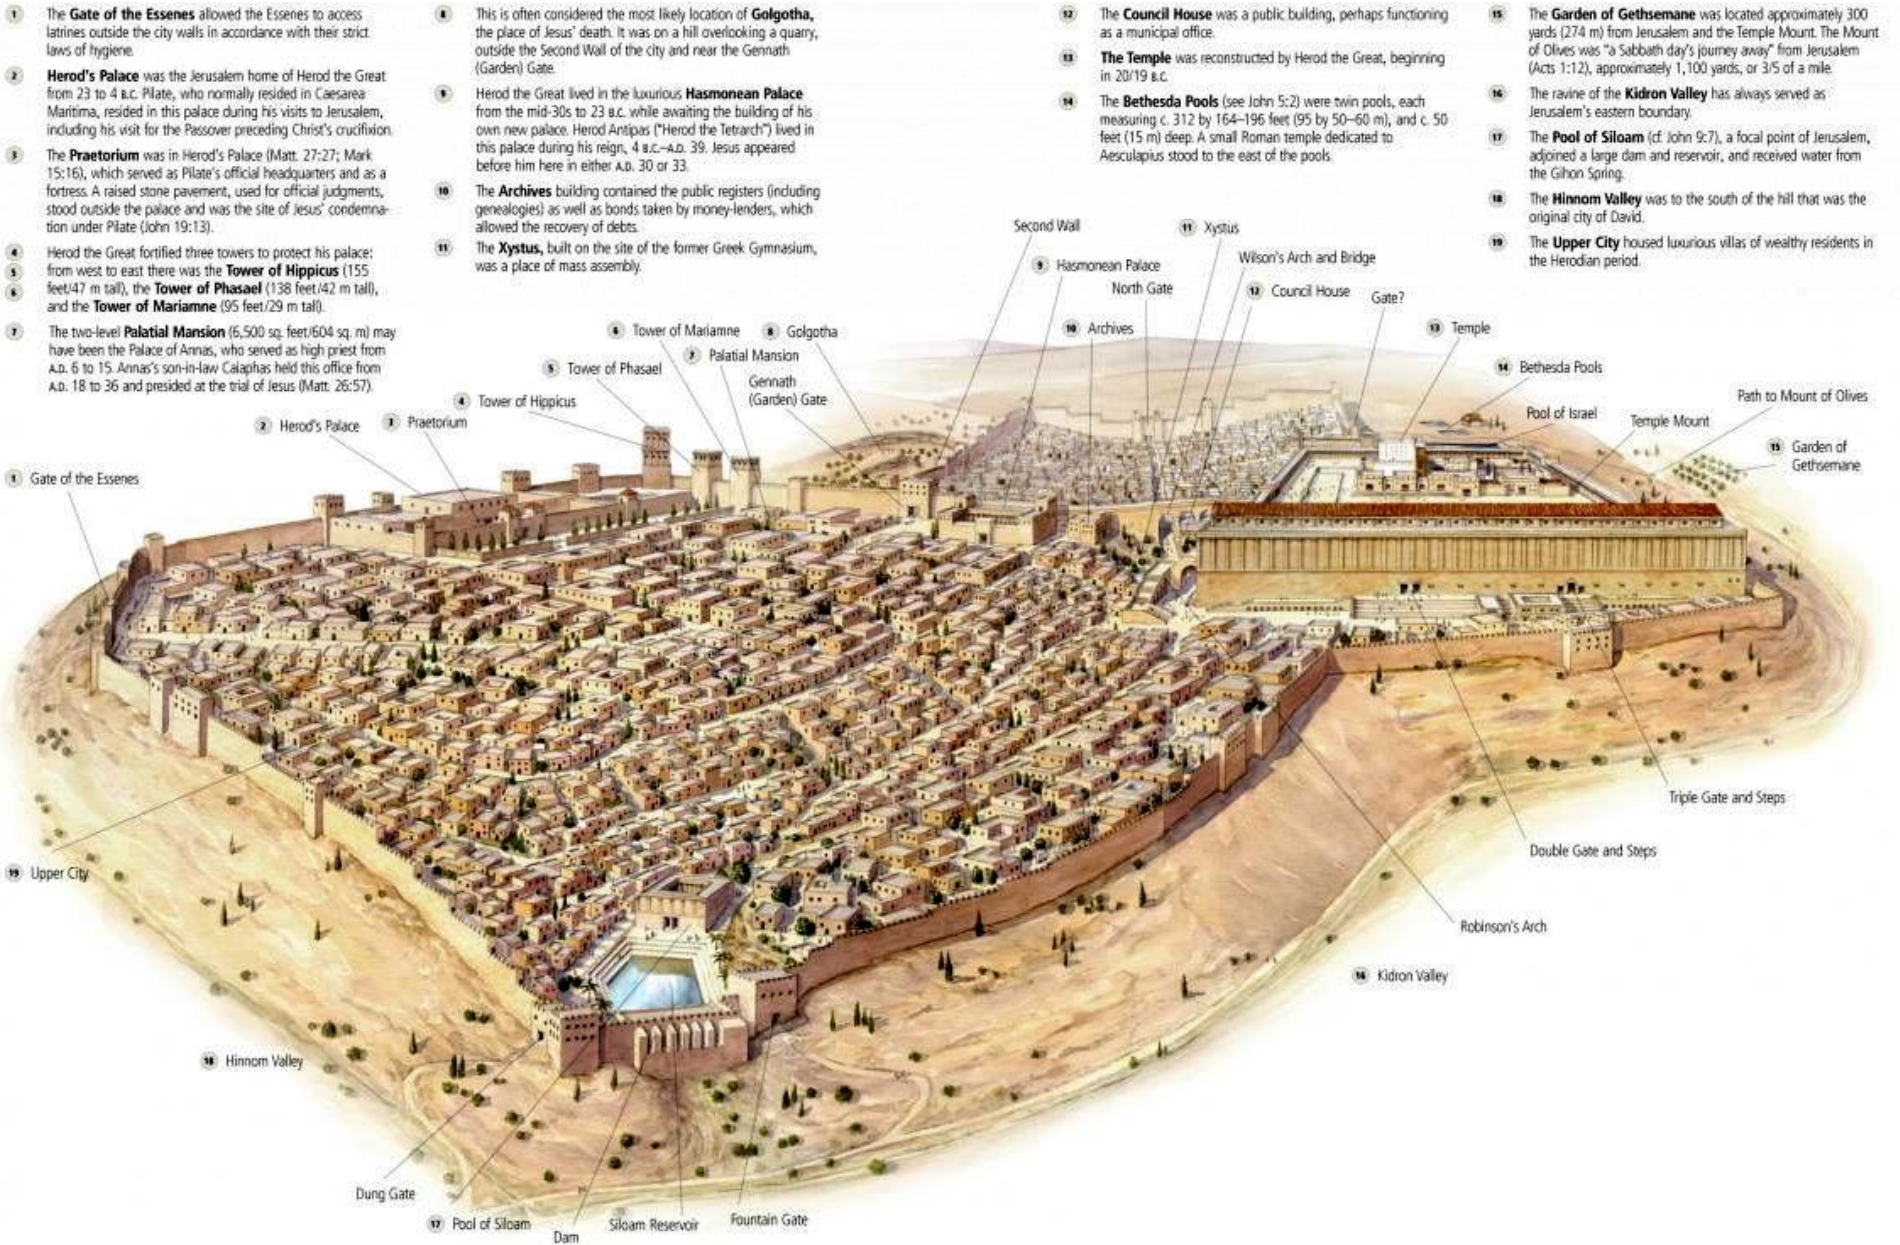 1 The Gate of the Essenes allowed the Essenes to access
latrines outside the city walls in accordance with their strict
laws of hygiene.
2 Herod's Palace was the Jerusalem home of Herod the Great
from 23 to 4 B.C. Pilate, who normally resided in Caesarea
Maritima, resided in this palace during his visits to Jerusalem,
including his visit for the Passover preceding Christ's crucifixion.
3 The Praetorium was in Herod's Palace (Matt. 27:27; Mark
15:16), which served as Pilate's official headquarters and as a
fortress. A raised stone pavement, used for official judgments,
stood outside the palace and was the site of Jesus' condemna-
tion under Pilate (John 19:13).
4 Herod the Great fortified three towers to protect his palace:
5 from west to east there was the Tower of Hippicus (155
6 feet/47 m tall), the Tower of Phasael (138 feet/42 m tall),
and the Tower of Mariamne (95 feet/29 m tall).
7 The two-level Palatial Mansion (6,500 sq. feet/604 sq. m) may
have been the Palace of Annas, who served as high priest from
A.D. 6 to 15. Annas's son-in-law Caiaphas held this office from
A.D. 18 to 36 and presided at the trial of Jesus (Matt. 26:57).
8 This is often considered the most likely location of Golgotha,
the place of Jesus' death. It was on a hill overlooking a quarry,
outside the Second Wall of the city and near the Gennath
(Garden) Gate.
9 Herod the Great lived in the luxurious Hasmonean Palace
from the mid-30s to 23 B.C. while awaiting the building of his
own new palace. Herod Antipas ("Herod the Tetrarch") lived in
this palace during his reign, 4 B.C.–A.D. 39. Jesus appeared
before him here in either A.D. 30 or 33.
10 The Archives building contained the public registers (including
genealogies) as well as bonds taken by money-lenders, which
allowed the recovery of debts.
11 The Xystus, built on the site of the former Greek Gymnasium,
was a place of mass assembly.
12 The Council House was a public building, perhaps functioning
as a municipal office.
13 The Temple was reconstructed by Herod the Great, beginning
in 20/19 B.C.
14 The Bethesda Pools (see John 5:2) were twin pools, each
measuring c. 312 by 164–196 feet (95 by 50–60 m), and c. 50
feet (15 m) deep. A small Roman temple dedicated to
Aesculapius stood to the east of the pools.
15 The Garden of Gethsemane was located approximately 300
yards (274 m) from Jerusalem and the Temple Mount. The Mount
of Olives was "a Sabbath day's journey away" from Jerusalem
(Acts 1:12), approximately 1,100 yards, or 3/5 of a mile.
16 The ravine of the Kidron Valley has always served as
Jerusalem's eastern boundary.
17 The Pool of Siloam (cf. John 9:7), a focal point of Jerusalem,
adjoined a large dam and reservoir, and received water from
the Gihon Spring.
18 The Hinnom Valley was to the south of the hill that was the
original city of David.
19 The Upper City housed luxurious villas of wealthy residents in
the Herodian period.
Second Wall
11 Xystus
9 Hasmonean Palace
Wilson's Arch and Bridge
North Gate
12 Council House
Gate?
10 Archives
13 Temple
6 Tower of Mariamne
8 Golgotha
7 Palatial Mansion
5 Tower of Phasael
14 Bethesda Pools
Gennath
(Garden) Gate
4 Tower of Hippicus
Path to Mount of Olives
Pool of Israel
Temple Mount
2 Herod's Palace
3 Praetorium
15 Garden of
Gethsemane
1 Gate of the Essenes
Triple Gate and Steps
Double Gate and Steps
19 Upper City
Robinson's Arch
16 Kidron Valley
18 Hinnom Valley
Dung Gate
17 Pool of Siloam
Dam
Siloam Reservoir
Fountain Gate